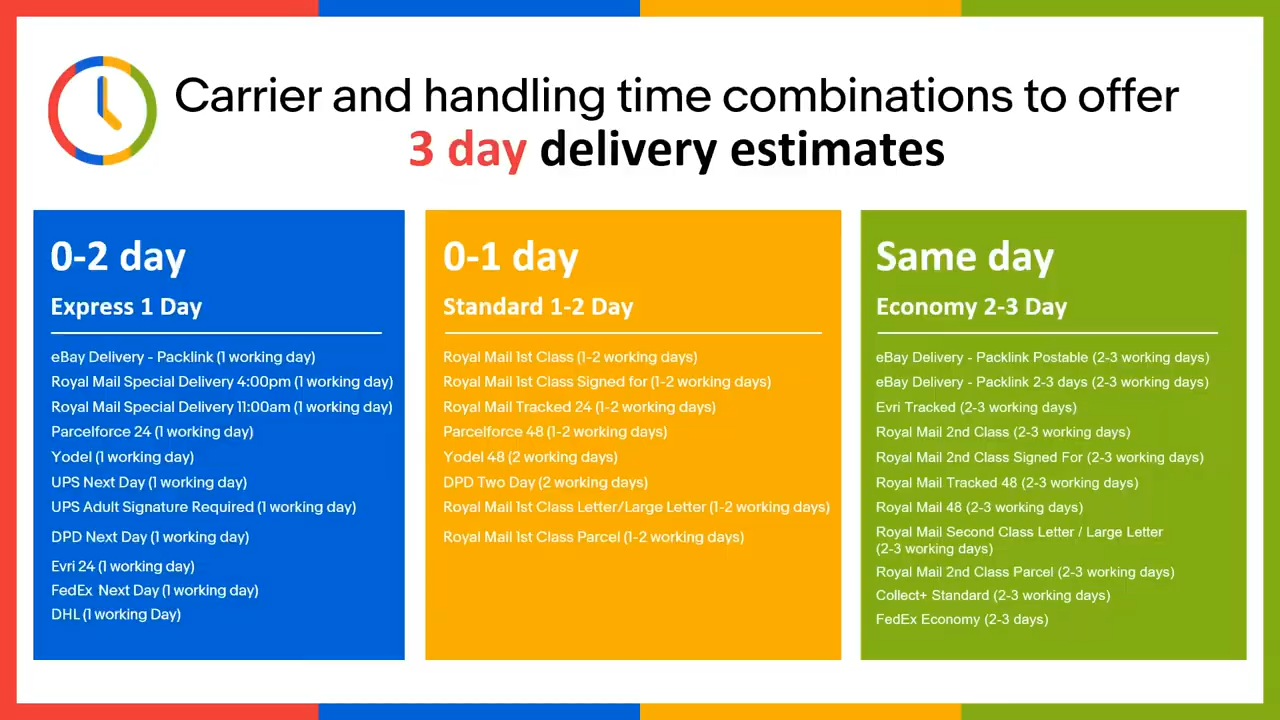 Carrier and handling time combinations to offer
3 day delivery estimates
0-2 day
Express 1 Day
eBay Delivery - Packlink (1 working day)
Royal Mail Special Delivery 4:00pm (1 working day)
Royal Mail Special Delivery 11:00am (1 working day)
Parcelforce 24 (1 working day)
Yodel (1 working day)
UPS Next Day (1 working day)
UPS Adult Signature Required (1 working day)
DPD Next Day (1 working day)
Evri 24 (1 working day)
FedEx  Next Day (1 working day)
DHL (1 working Day)
0-1 day
Standard 1-2 Day
Royal Mail 1st Class (1-2 working days)
Royal Mail 1st Class Signed for (1-2 working days)
Royal Mail Tracked 24 (1-2 working days)
Parcelforce 48 (1-2 working days)
Yodel 48 (2 working days)
DPD Two Day (2 working days)
Royal Mail 1st Class Letter/Large Letter (1-2 working days)
Royal Mail 1st Class Parcel (1-2 working days)
Same day
Economy 2-3 Day
eBay Delivery - Packlink Postable (2-3 working days)
eBay Delivery - Packlink 2-3 days (2-3 working days)
Evri Tracked (2-3 working days)
Royal Mail 2nd Class (2-3 working days)
Royal Mail 2nd Class Signed For (2-3 working days)
Royal Mail Tracked 48 (2-3 working days)
Royal Mail 48 (2-3 working days)
Royal Mail Second Class Letter / Large Letter
(2-3 working days)
Royal Mail 2nd Class Parcel (2-3 working days)
Collect+ Standard (2-3 working days)
FedEx Economy (2-3 days)